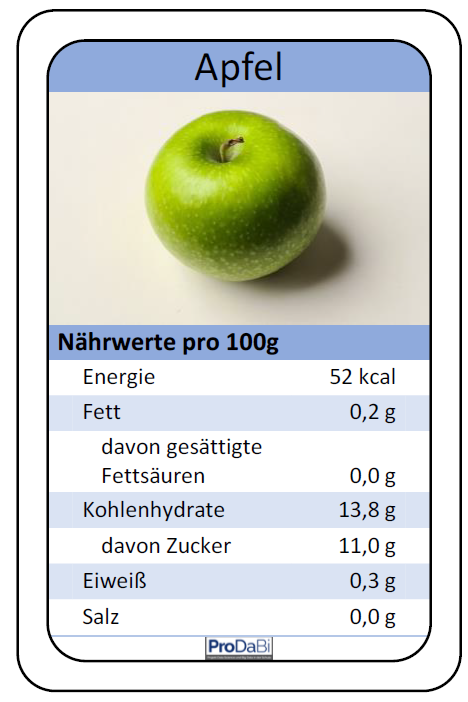 Apfel
Nährwerte pro 100g
Energie 52 kcal
Fett 0,2 g
davon gesättigte
Fettsäuren 0,0 g
Kohlenhydrate 13,8 g
davon Zucker 11,0 g
Eiweiß 0,3 g
Salz 0,0 g
ProDaBi